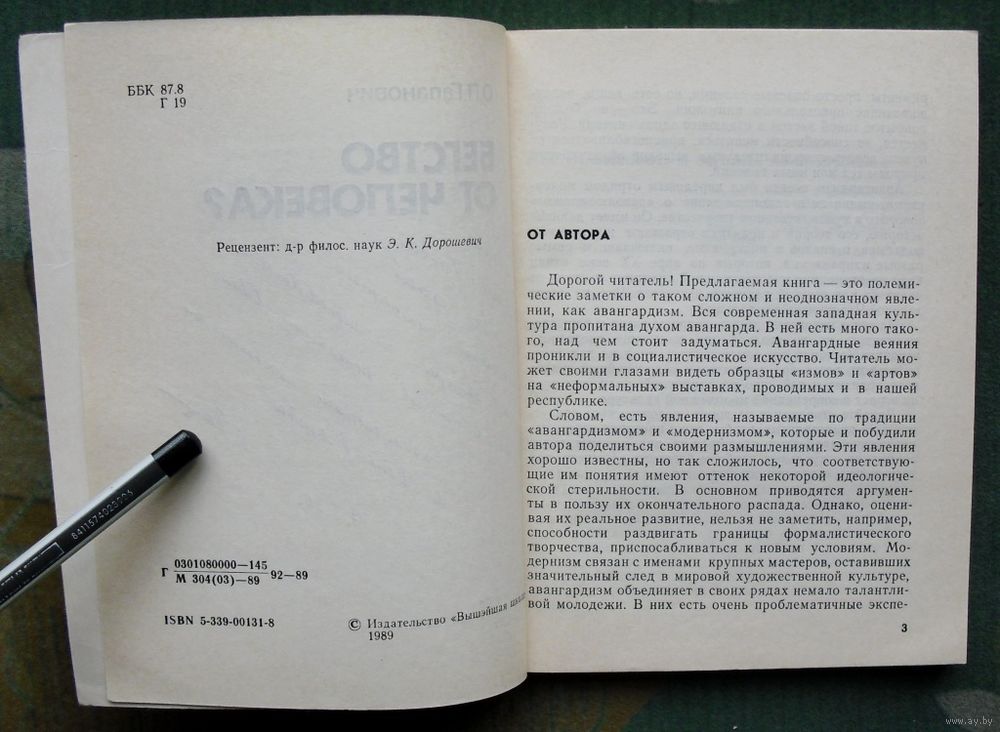 ББК 87.8
Г 19
Рецензент: д-р филос. наук Э. К. Дорошевич
Г 0301080000—145
М 304(03)—89 92—89
ISBN 5-339-00131-8
© Издательство «Вышэйшая
1989
8411574023226
ОТ АВТОРА
Дорогой читатель! Предлагаемая книга — это полеми-
ческие заметки о таком сложном и неоднозначном явле-
нии, как авангардизм. Вся современная западная куль-
тура пропитана духом авангарда. В ней есть много тако-
го, над чем стоит задуматься. Авангардные веяния
проникли и в социалистическое искусство. Читатель мо-
жет своими глазами видеть образцы «измов» и «артов»
на «неформальных» выставках, проводимых и в нашей
республике.
Словом, есть явления, называемые по традиции
«авангардизмом» и «модернизмом», которые и побудили
автора поделиться своими размышлениями. Эти явления
хорошо известны, но так сложилось, что соответствую-
щие им понятия имеют оттенок некоторой идеологиче-
ской стерильности. В основном приводятся аргумен-
ты в пользу их окончательного распада. Однако, оцени-
вая их реальное развитие, нельзя не заметить, например,
способности раздвигать границы формалистического
творчества, приспосабливаться к новым условиям. Мо-
дернизм связан с именами крупных мастеров, оставивших
значительный след в мировой художественной культуре,
авангардизм объединяет в своих рядах немало талантли-
вой молодежи. В них есть очень проблематичные экспе-
3
www.ay.by